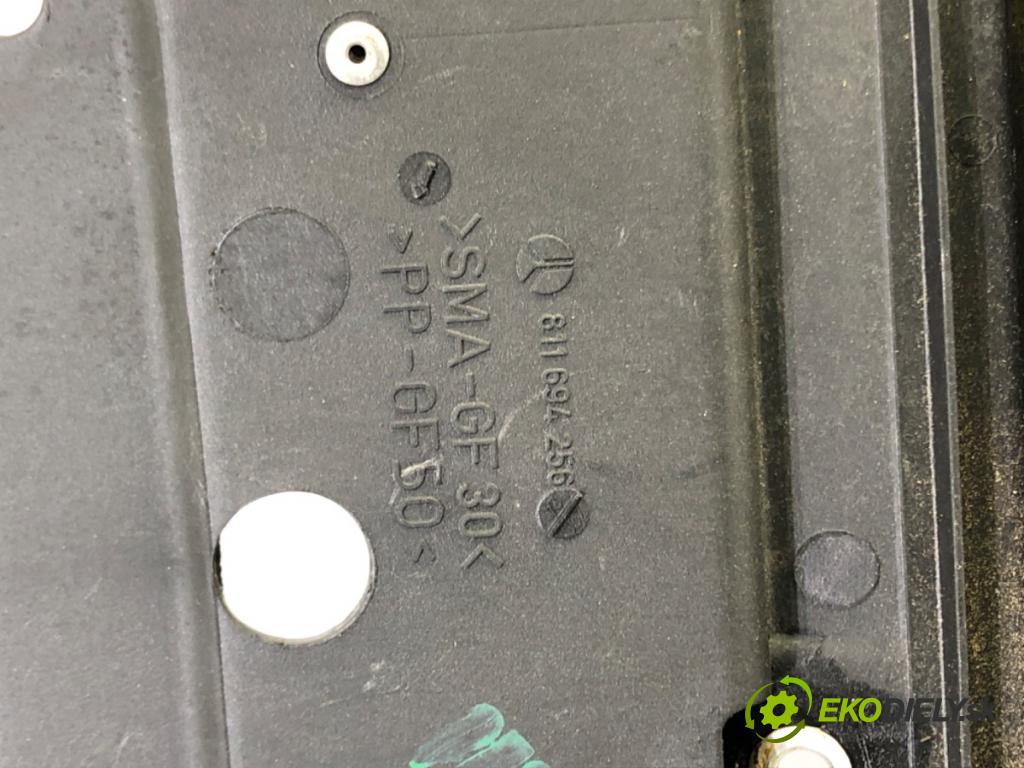 811 694 256
>SMA-GF 30<
>PP-GF50<
EKODIELY.SK